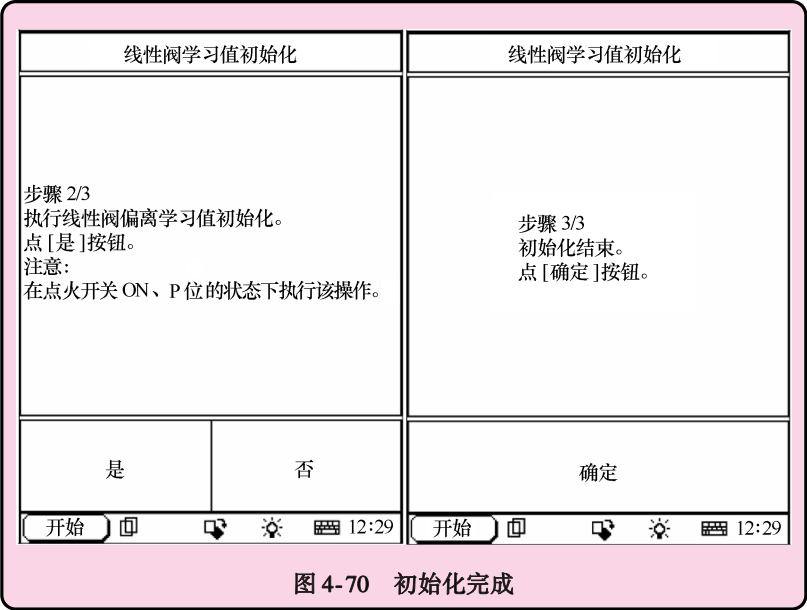 线性阀学习值初始化
步骤 2/3
执行线性阀偏离学习值初始化。
点 [是] 按钮。
注意：
在点火开关 ON、P 位的状态下执行该操作。
是
否
开始
12:29
线性阀学习值初始化
步骤 3/3
初始化结束。
点 [确定] 按钮。
确定
开始
12:29
图 4-70 初始化完成